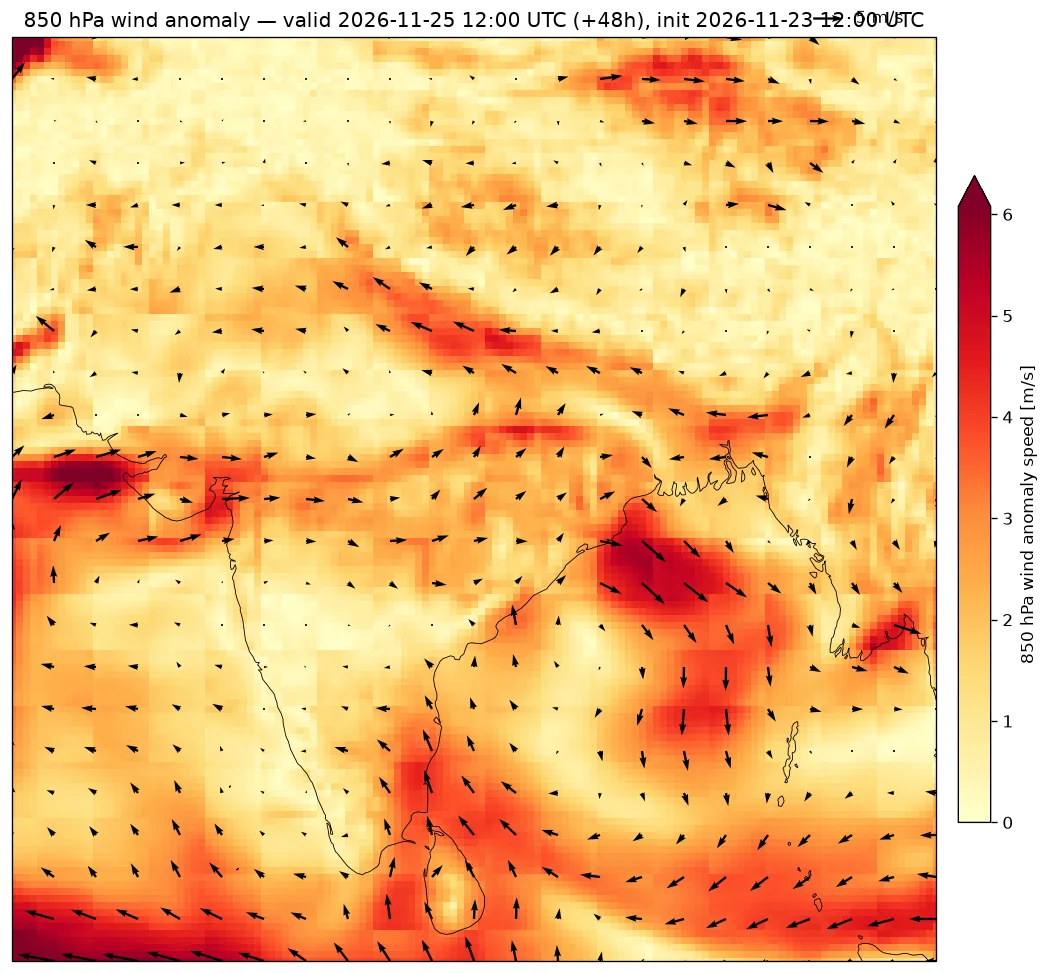 850 hPa wind anomaly — valid 2026-11-25 12:00 UTC (+48h), init 2026-11-23 12:00 UTC
5 m/s
6
5
4
3
2
1
0
850 hPa wind anomaly speed [m/s]